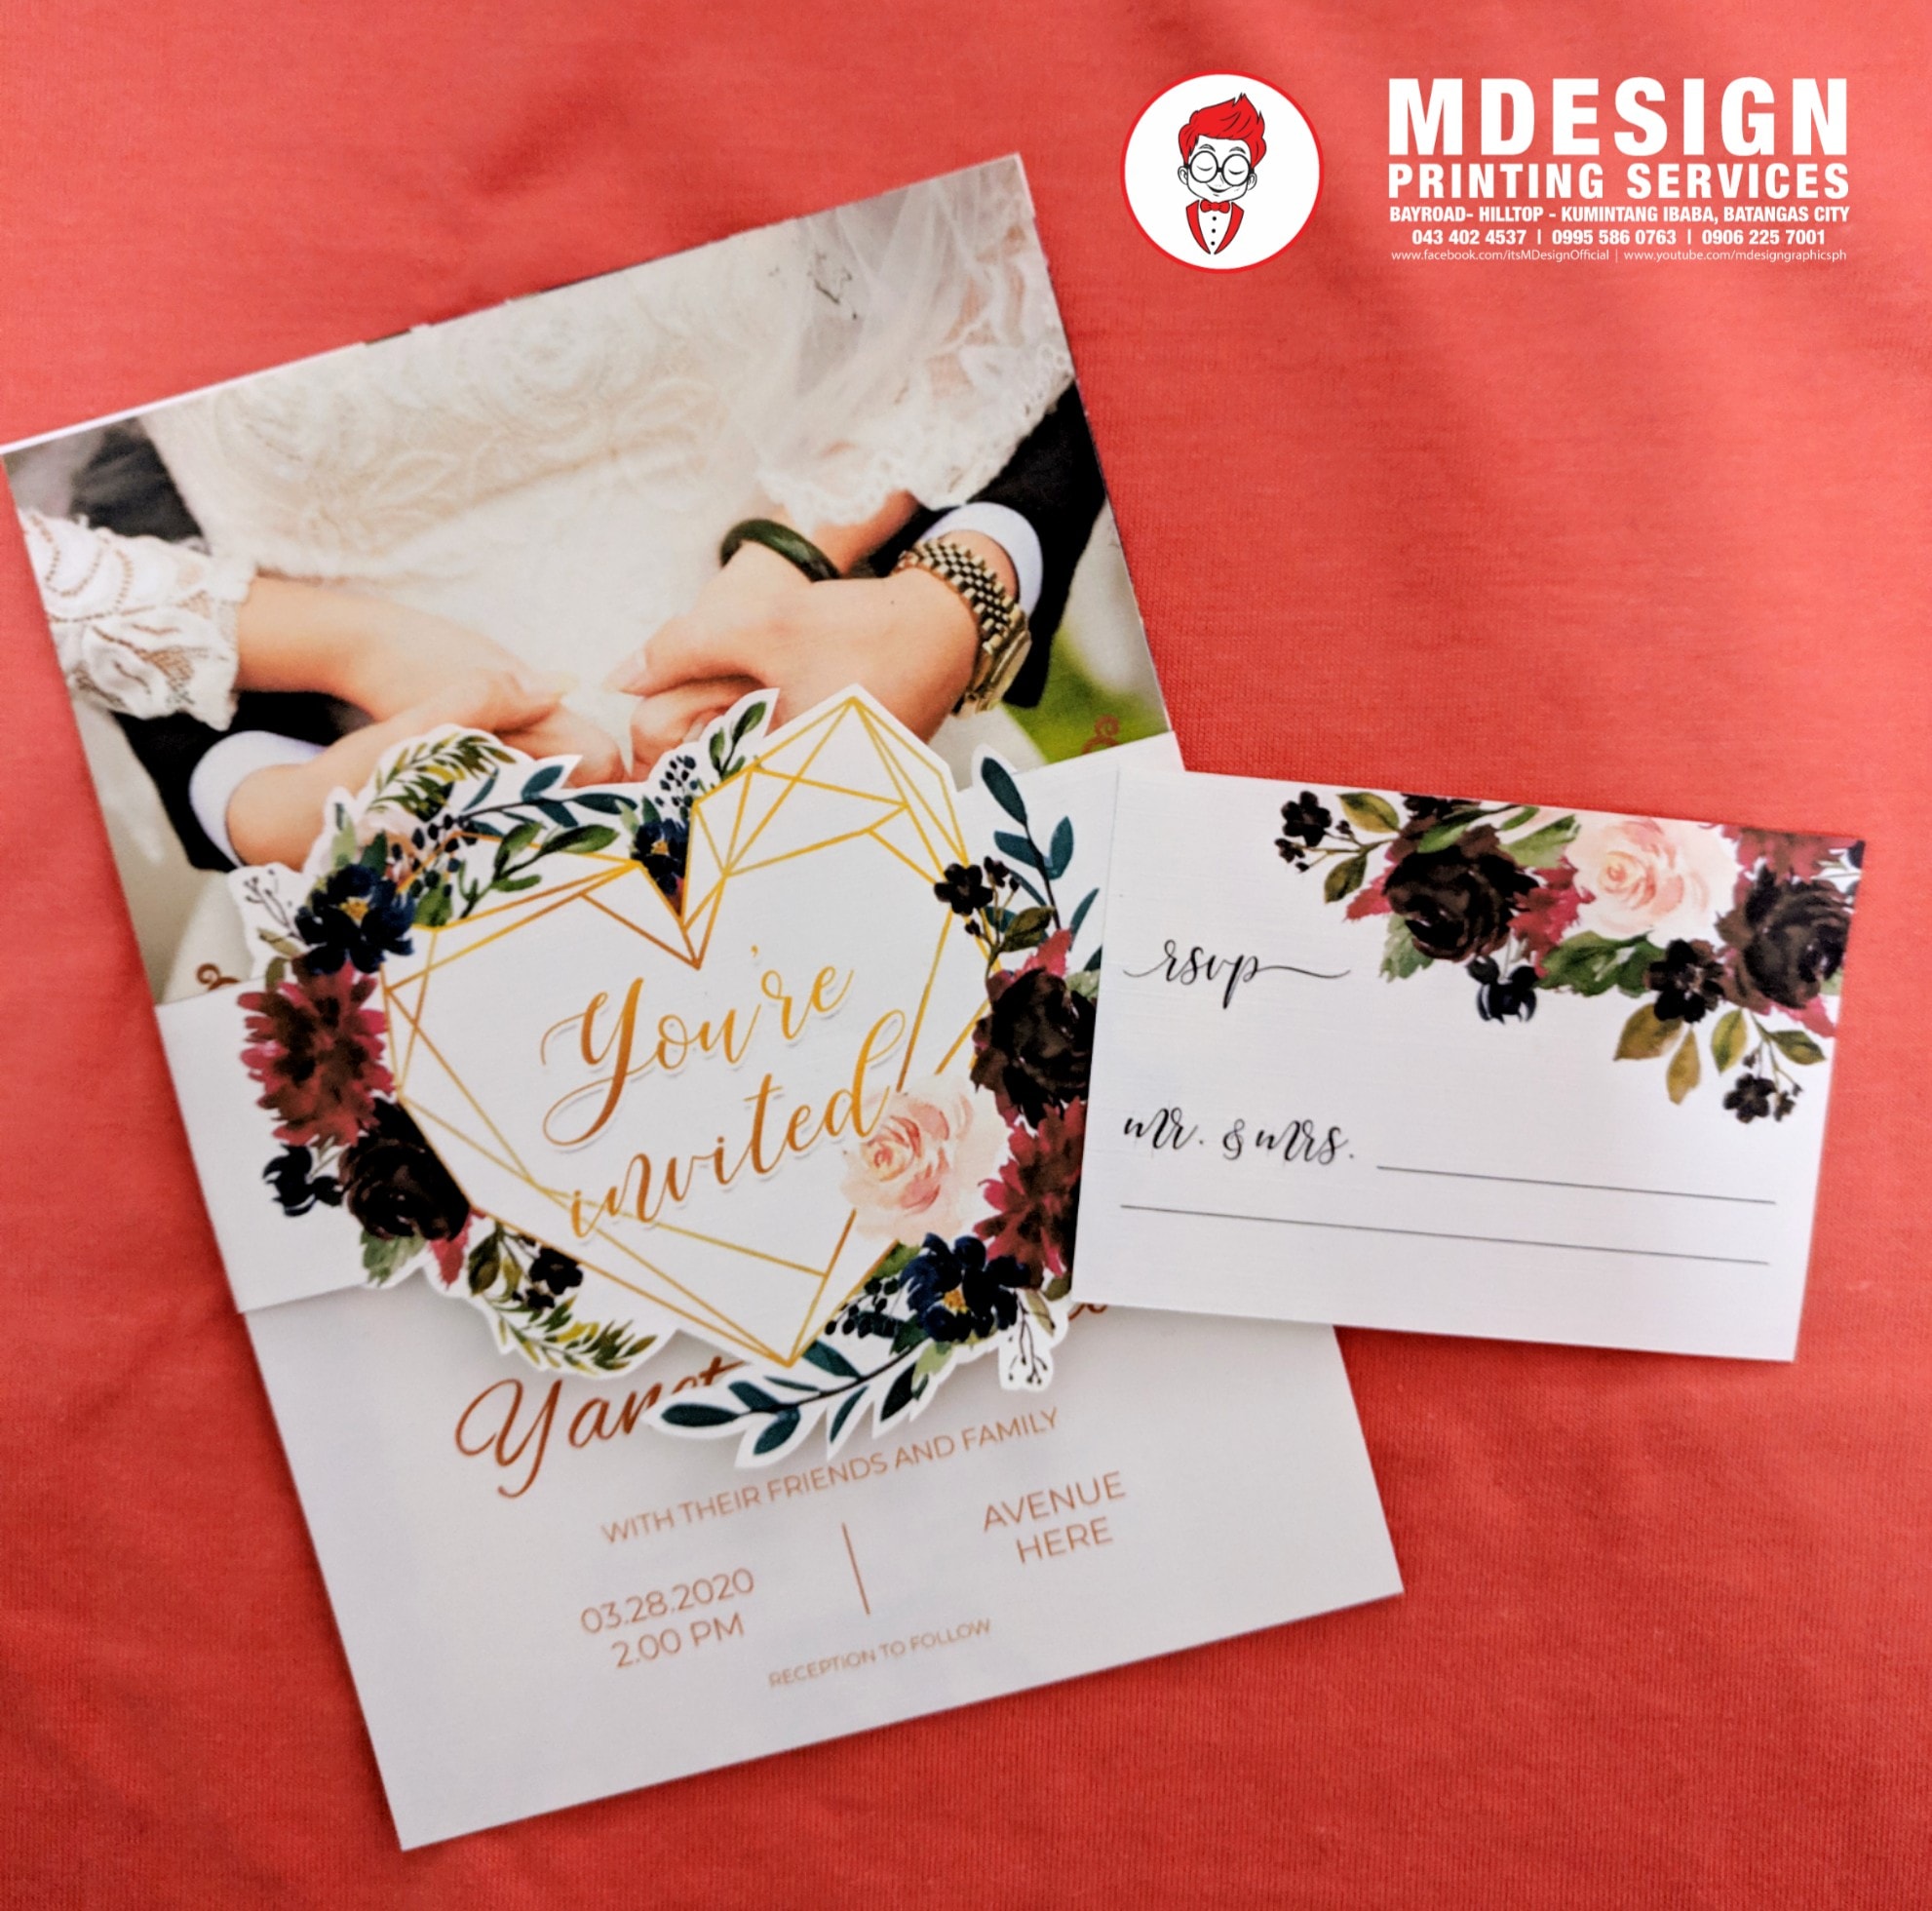 MDESIGN
PRINTING SERVICES
BAYROAD- HILLTOP - KUMINTANG IBABA, BATANGAS CITY
043 402 4537 | 0995 586 0763 | 0906 225 7001
www.facebook.com/itsMDesignOfficial | www.youtube.com/mdesigngraphicsph
You're
invited
rsvp
mr. & mrs.
WITH THEIR FRIENDS AND FAMILY
03.28.2020
2.00 PM
AVENUE
HERE
RECEPTION TO FOLLOW